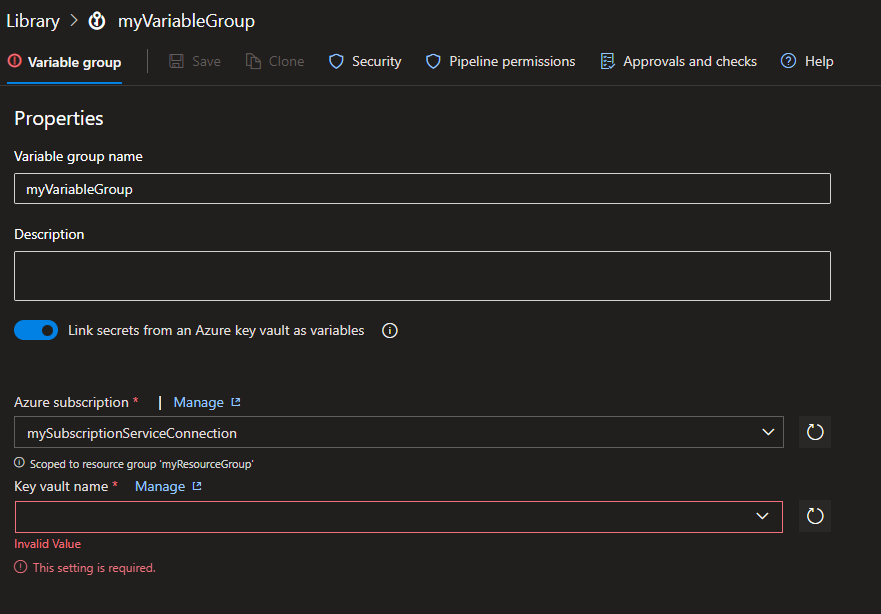 Library > myVariableGroup
Variable group | Save Clone Security Pipeline permissions Approvals and checks Help
Properties
Variable group name
myVariableGroup
Description
Link secrets from an Azure key vault as variables
Azure subscription * | Manage
mySubscriptionServiceConnection
Scoped to resource group 'myResourceGroup'
Key vault name * Manage
Invalid Value
This setting is required.